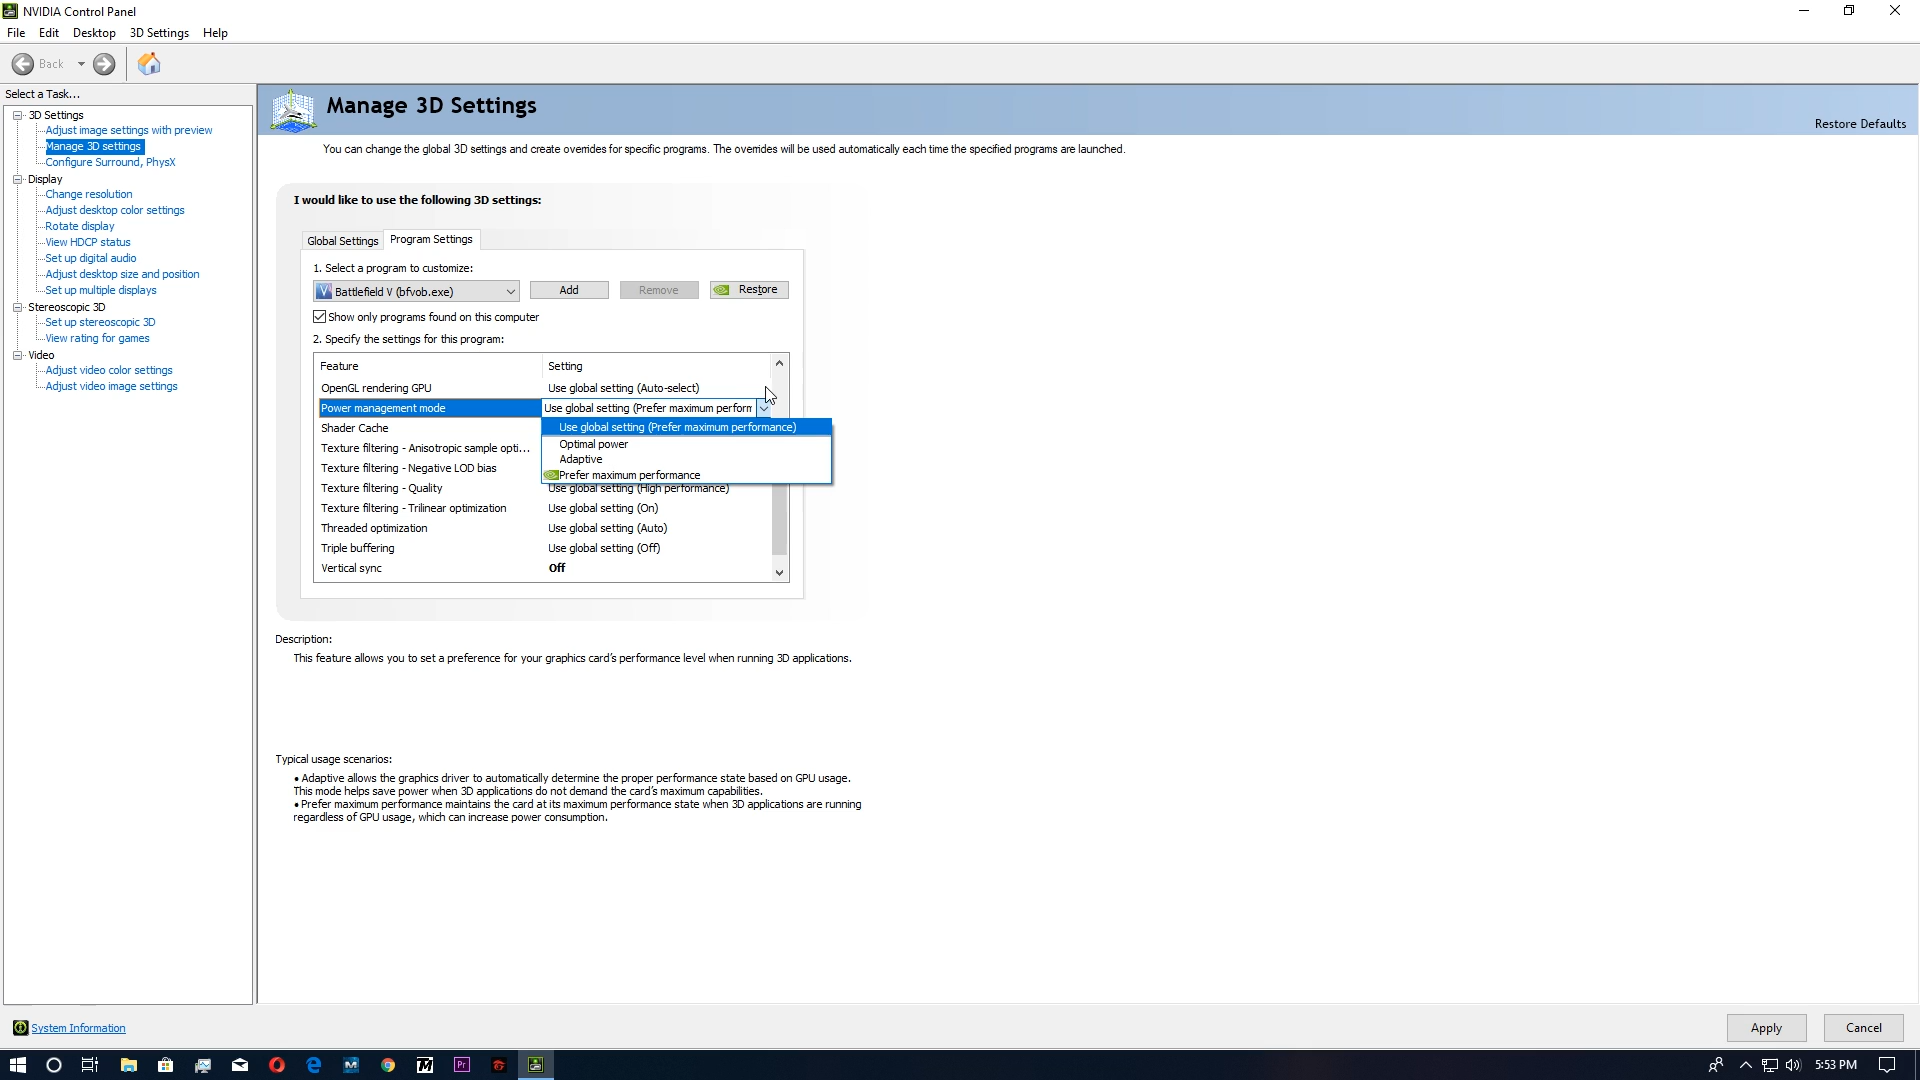 NVIDIA Control Panel
File Edit Desktop 3D Settings Help
Back
Select a Task...
3D Settings
Adjust image settings with preview
Manage 3D settings
Configure Surround, PhysX
Display
Change resolution
Adjust desktop color settings
Rotate display
View HDCP status
Set up digital audio
Adjust desktop size and position
Set up multiple displays
Stereoscopic 3D
Set up stereoscopic 3D
View rating for games
Video
Adjust video color settings
Adjust video image settings
Manage 3D Settings
Restore Defaults
You can change the global 3D settings and create overrides for specific programs. The overrides will be used automatically each time the specified programs are launched.
I would like to use the following 3D settings:
Global Settings Program Settings
1. Select a program to customize:
Battlefield V (bfvob.exe) Add Remove Restore
Show only programs found on this computer
2. Specify the settings for this program:
Feature Setting
OpenGL rendering GPU Use global setting (Auto-select)
Power management mode Use global setting (Prefer maximum perform
Shader Cache
Use global setting (Prefer maximum performance)
Optimal power
Adaptive
Prefer maximum performance
Texture filtering - Anisotropic sample opti...
Texture filtering - Negative LOD bias
Texture filtering - Quality Use global setting (High performance)
Texture filtering - Trilinear optimization Use global setting (On)
Threaded optimization Use global setting (Auto)
Triple buffering Use global setting (Off)
Vertical sync Off
Description:
This feature allows you to set a preference for your graphics card's performance level when running 3D applications.
Typical usage scenarios:
• Adaptive allows the graphics driver to automatically determine the proper performance state based on GPU usage.
This mode helps save power when 3D applications do not demand the card's maximum capabilities.
• Prefer maximum performance maintains the card at its maximum performance state when 3D applications are running
regardless of GPU usage, which can increase power consumption.
System Information
Apply Cancel
Pr
5:53 PM